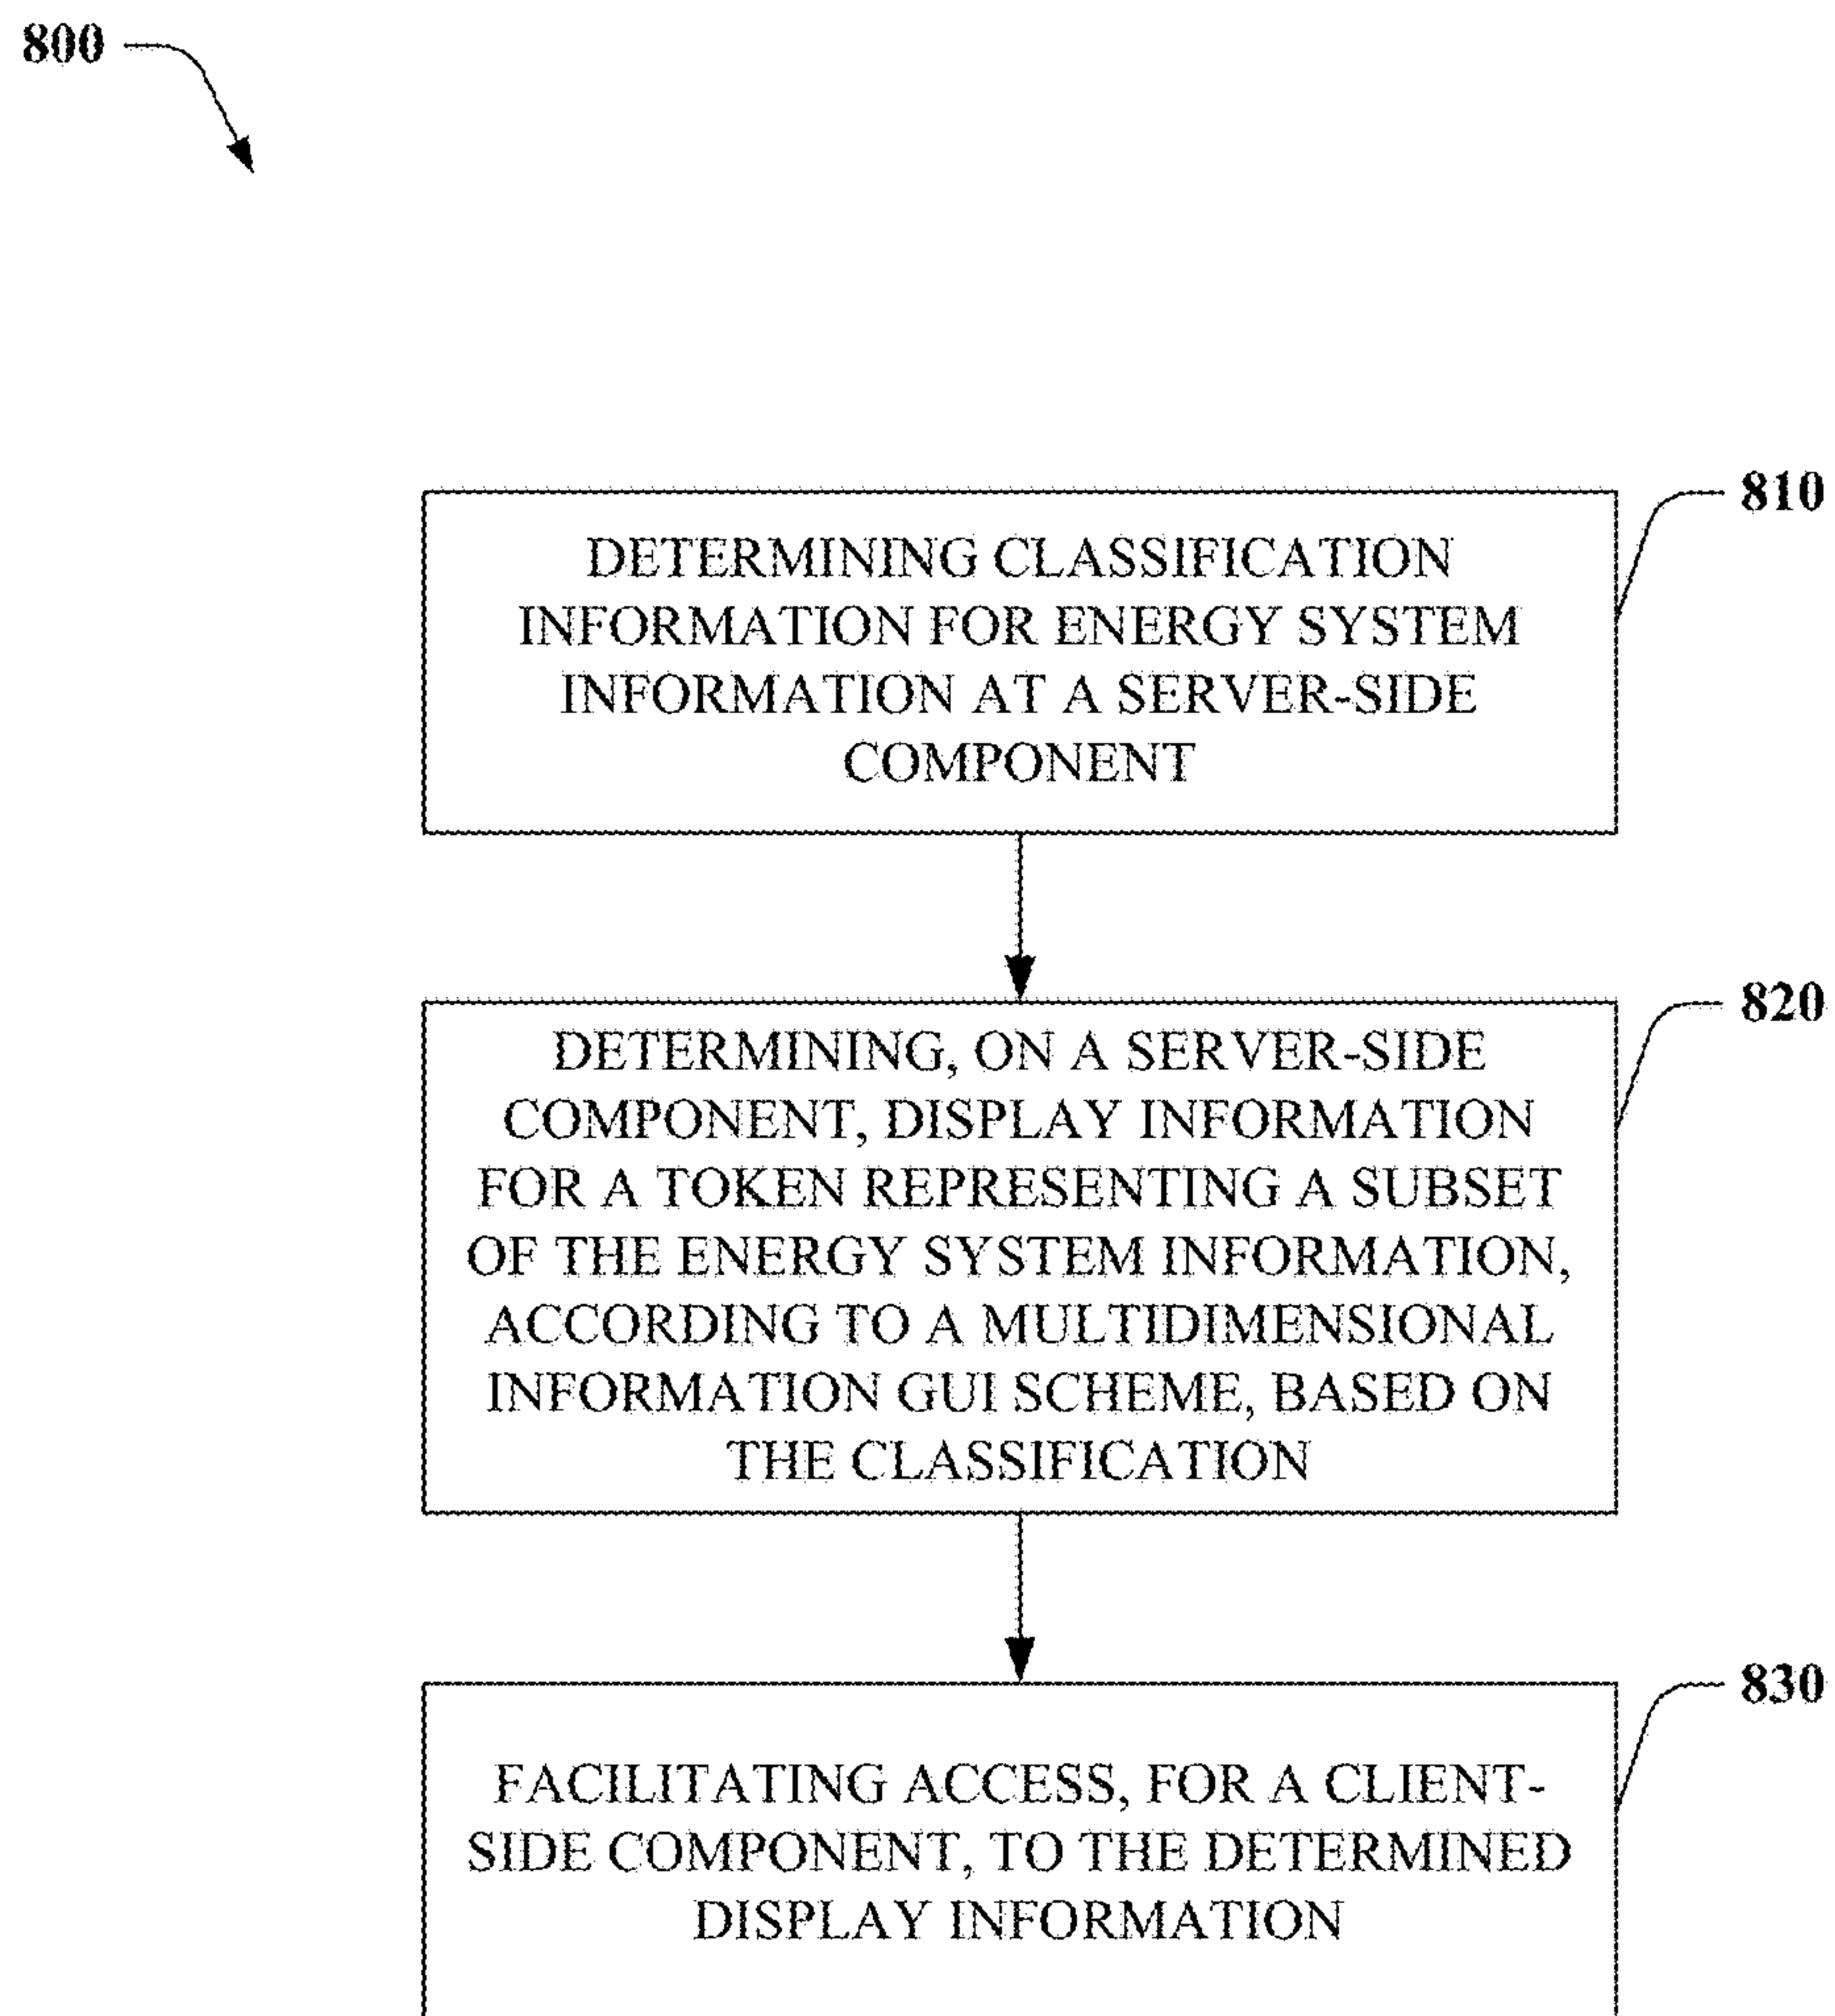 800
810
DETERMINING CLASSIFICATION
INFORMATION FOR ENERGY SYSTEM
INFORMATION AT A SERVER-SIDE
COMPONENT
820
DETERMINING, ON A SERVER-SIDE
COMPONENT, DISPLAY INFORMATION
FOR A TOKEN REPRESENTING A SUBSET
OF THE ENERGY SYSTEM INFORMATION,
ACCORDING TO A MULTIDIMENSIONAL
INFORMATION GUI SCHEME, BASED ON
THE CLASSIFICATION
830
FACILITATING ACCESS, FOR A CLIENT-
SIDE COMPONENT, TO THE DETERMINED
DISPLAY INFORMATION